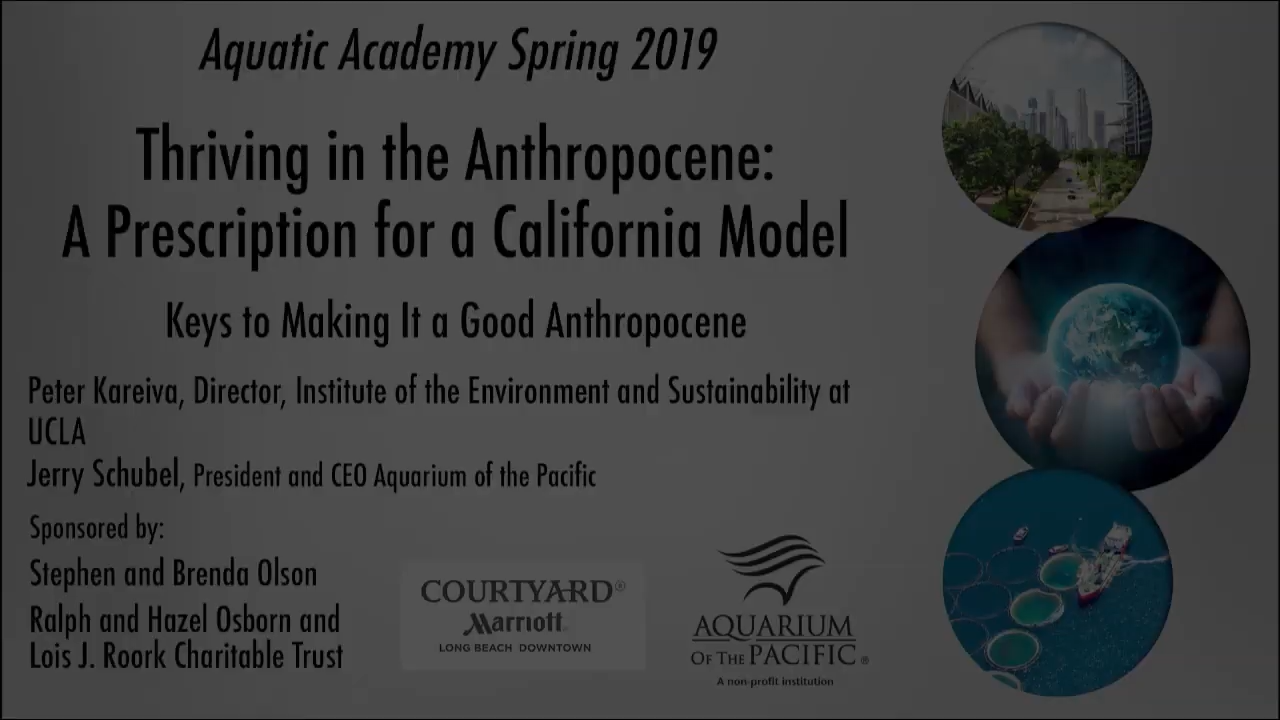 Aquatic Academy Spring 2019
Thriving in the Anthropocene:
A Prescription for a California Model
Keys to Making It a Good Anthropocene
Peter Kareiva, Director, Institute of the Environment and Sustainability at
UCLA
Jerry Schubel, President and CEO Aquarium of the Pacific
Sponsored by:
Stephen and Brenda Olson
Ralph and Hazel Osborn and
Lois J. Roork Charitable Trust
COURTYARD®
Marriott
LONG BEACH DOWNTOWN
AQUARIUM
OF THE PACIFIC®
A non-profit institution